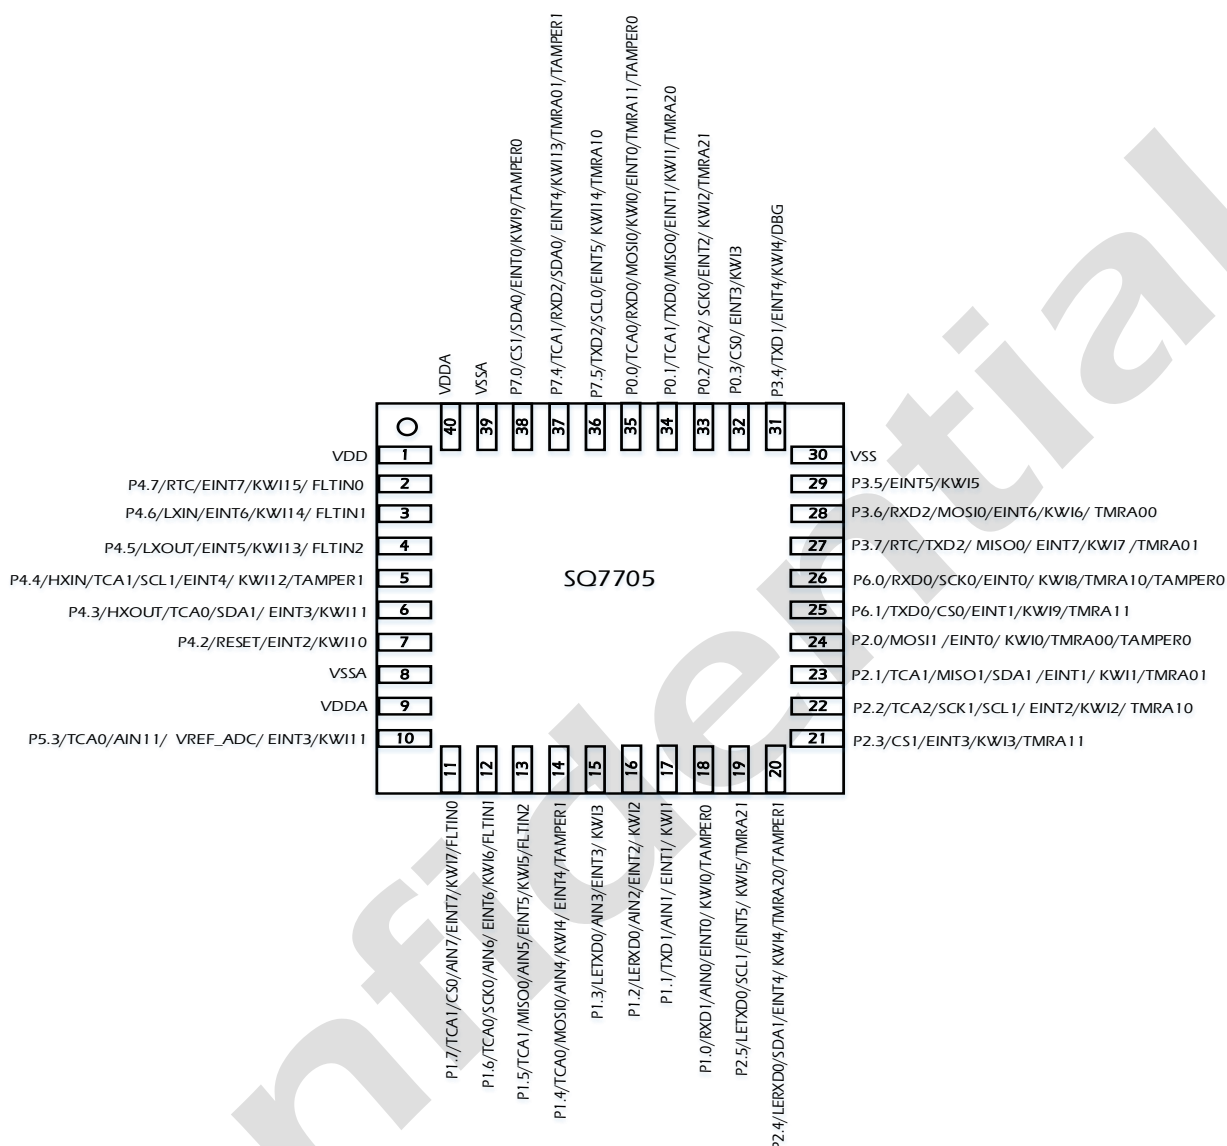 VDDA
VSSA
P7.0/CS1/SDA0/EINT0/KWI9/TAMPER0
P7.4/TCA1/RXD2/SDA0/ EINT4/KWI13/TMRA01/TAMPER1
P7.5/TXD2/SCL0/EINT5/ KWI14/TMRA10
P0.0/TCA0/RXD0/MOSI0/KWI0/EINT0/TMRA11/TAMPER0
P0.1/TCA1/TXD0/MISO0/EINT1/KWI1/TMRA20
P0.2/TCA2/ SCK0/EINT2/ KWI2/TMRA21
P0.3/CS0/ EINT3/KWI3
P3.4/TXD1/EINT4/KWI4/DBG
40
39
38
37
36
35
34
33
32
31
VDD 1
P4.7/RTC/EINT7/KWI15/ FLTIN0 2
P4.6/LXIN/EINT6/KWI14/ FLTIN1 3
P4.5/LXOUT/EINT5/KWI13/ FLTIN2 4
P4.4/HXIN/TCA1/SCL1/EINT4/ KWI12/TAMPER1 5
P4.3/HXOUT/TCA0/SDA1/ EINT3/KWI11 6
P4.2/RESET/EINT2/KWI10 7
VSSA 8
VDDA 9
P5.3/TCA0/AIN11/ VREF_ADC/ EINT3/KWI11 10
SQ7705
30 VSS
29 P3.5/EINT5/KWI5
28 P3.6/RXD2/MOSI0/EINT6/KWI6/ TMRA00
27 P3.7/RTC/TXD2/ MISO0/ EINT7/KWI7 /TMRA01
26 P6.0/RXD0/SCK0/EINT0/ KWI8/TMRA10/TAMPER0
25 P6.1/TXD0/CS0/EINT1/KWI9/TMRA11
24 P2.0/MOSI1 /EINT0/ KWI0/TMRA00/TAMPER0
23 P2.1/TCA1/MISO1/SDA1 /EINT1/ KWI1/TMRA01
22 P2.2/TCA2/SCK1/SCL1/ EINT2/KWI2/ TMRA10
21 P2.3/CS1/EINT3/KWI3/TMRA11
11
12
13
14
15
16
17
18
19
20
P1.7/TCA1/CS0/AIN7/EINT7/KWI7/FLTIN0
P1.6/TCA0/SCK0/AIN6/ EINT6/KWI6/FLTIN1
P1.5/TCA1/MISO0/AIN5/EINT5/KWI5/FLTIN2
P1.4/TCA0/MOSI0/AIN4/KWI4/ EINT4/TAMPER1
P1.3/LETXD0/AIN3/EINT3/ KWI3
P1.2/LERXD0/AIN2/EINT2/ KWI2
P1.1/TXD1/AIN1/ EINT1/ KWI1
P1.0/RXD1/AIN0/EINT0/ KWI0/TAMPER0
P2.5/LETXD0/SCL1/EINT5/ KWI5/TMRA21
P2.4/LERXD0/SDA1/EINT4/ KWI4/TMRA20/TAMPER1
nfidential